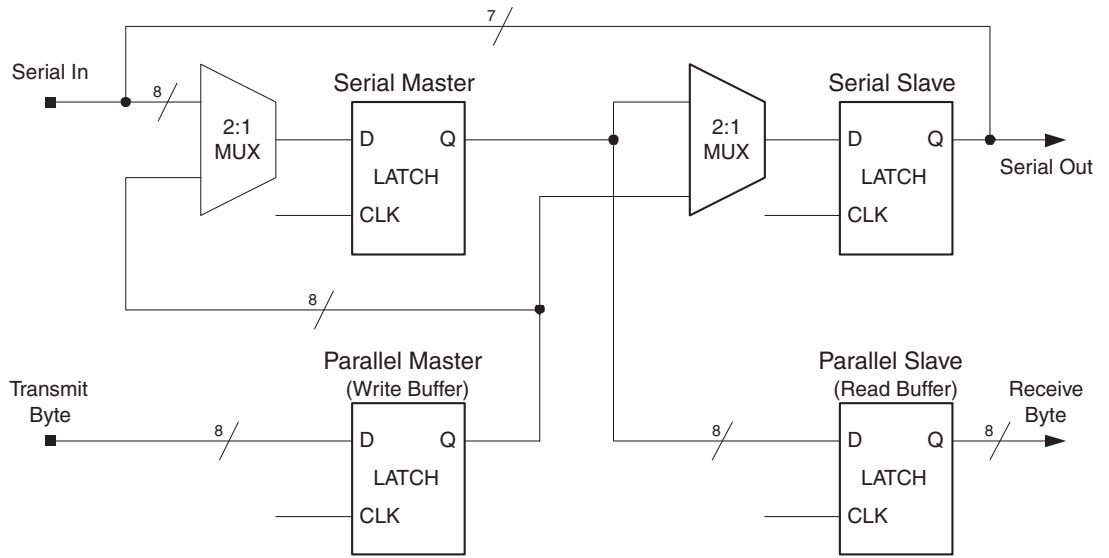 7
Serial In
8
2:1
MUX
Serial Master
D
Q
LATCH
CLK
2:1
MUX
Serial Slave
D
Q
LATCH
CLK
Serial Out
8
Transmit
Byte
8
Parallel Master
(Write Buffer)
D
Q
LATCH
CLK
8
Parallel Slave
(Read Buffer)
D
Q
LATCH
CLK
8
Receive
Byte